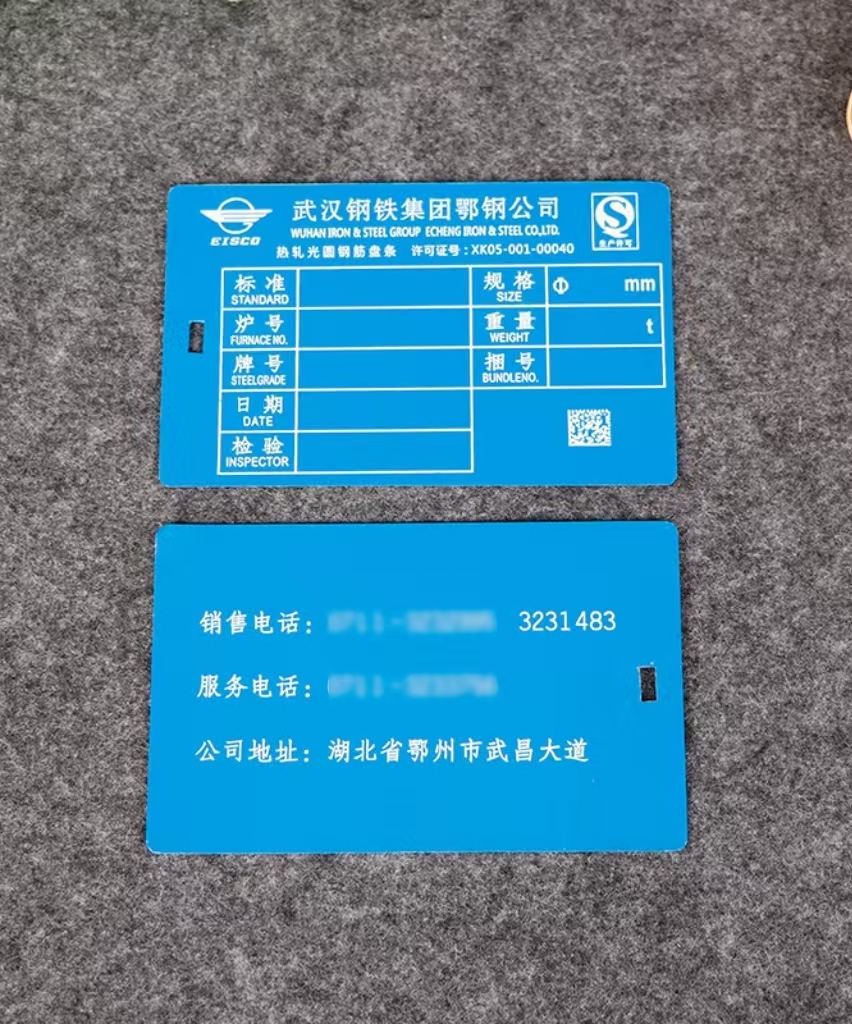 武汉钢铁集团鄂钢公司
WUHAN IRON & STEEL GROUP ECHENG IRON & STEEL CO.,LTD.
EISCO
热轧光圆钢筋盘条 许可证号:XK05-001-00040
生产许可
标准 规格 Φ mm
STANDARD SIZE
炉号 重量 t
FURNACE NO. WEIGHT
牌号 捆号
STEELGRADE BUNDLENO.
日期
DATE
检验
INSPECTOR
销售电话: 3231483
服务电话:
公司地址:湖北省鄂州市武昌大道